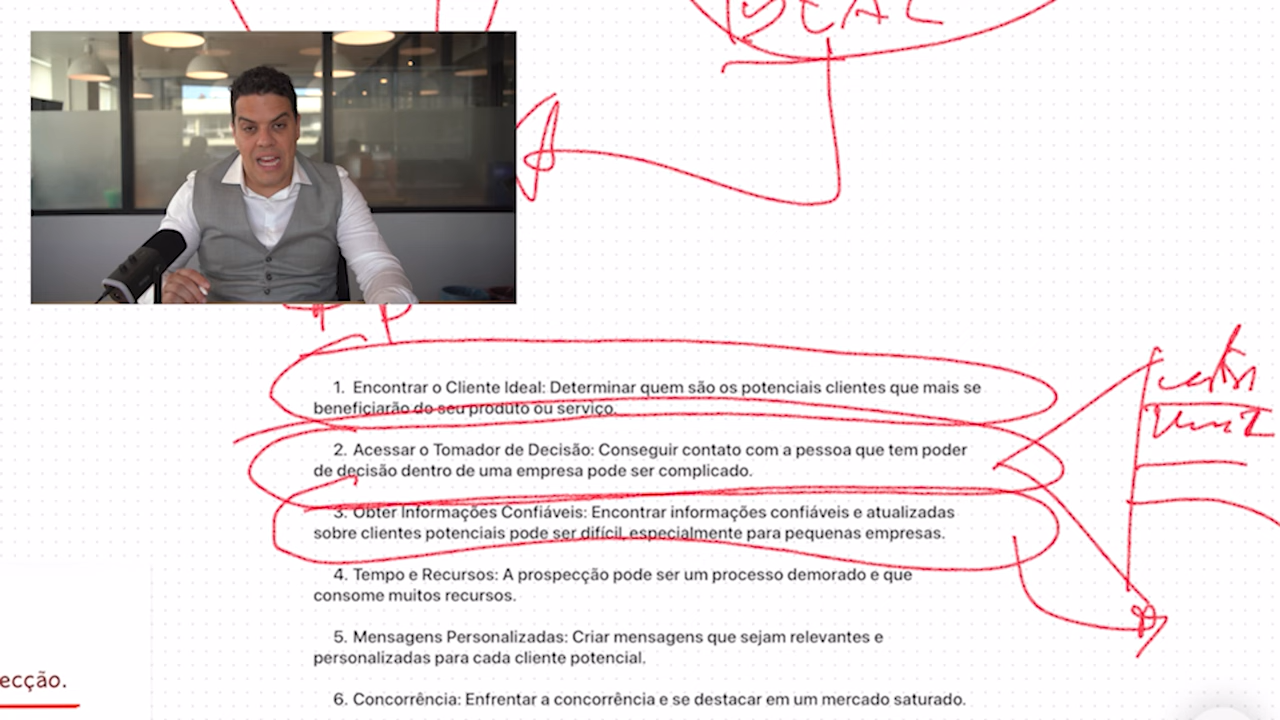 DEAL
1. Encontrar o Cliente Ideal: Determinar quem são os potenciais clientes que mais se
beneficiarão do seu produto ou serviço.
2. Acessar o Tomador de Decisão: Conseguir contato com a pessoa que tem poder
de decisão dentro de uma empresa pode ser complicado.
3. Obter Informações Confiáveis: Encontrar informações confiáveis e atualizadas
sobre clientes potenciais pode ser difícil, especialmente para pequenas empresas.
4. Tempo e Recursos: A prospecção pode ser um processo demorado e que
consome muitos recursos.
5. Mensagens Personalizadas: Criar mensagens que sejam relevantes e
personalizadas para cada cliente potencial.
ecção.
6. Concorrência: Enfrentar a concorrência e se destacar em um mercado saturado.